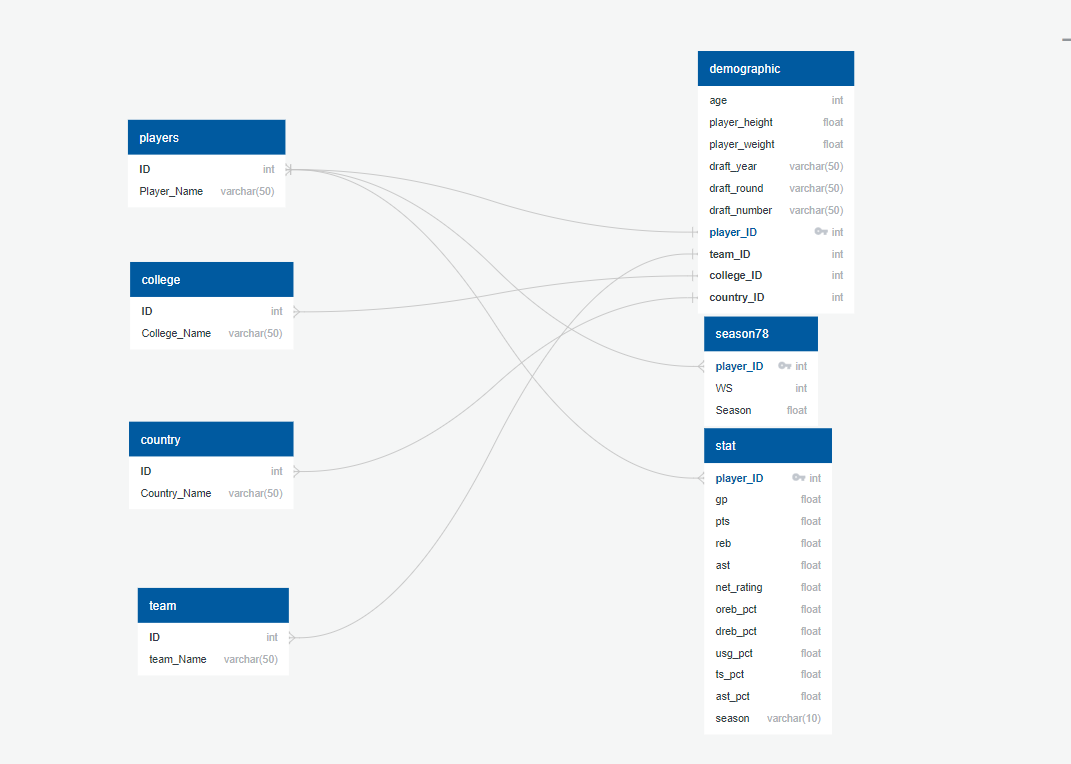 players
ID int
Player_Name varchar(50)
college
ID int
College_Name varchar(50)
country
ID int
Country_Name varchar(50)
team
ID int
team_Name varchar(50)
demographic
age int
player_height float
player_weight float
draft_year varchar(50)
draft_round varchar(50)
draft_number varchar(50)
player_ID int
team_ID int
college_ID int
country_ID int
season78
player_ID int
WS int
Season float
stat
player_ID int
gp float
pts float
reb float
ast float
net_rating float
oreb_pct float
dreb_pct float
usg_pct float
ts_pct float
ast_pct float
season varchar(10)